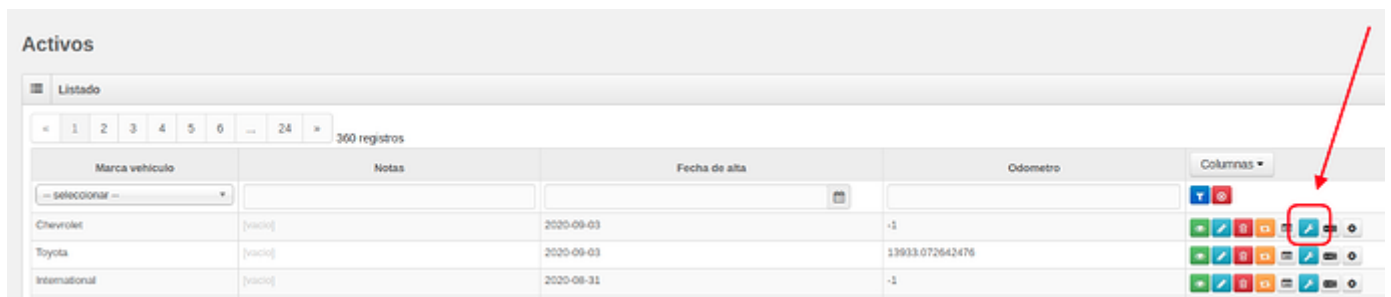 Activos
Listado
« 1 2 3 4 5 6 ... 24 » 360 registros
Marca vehículo Notas Fecha de alta Odometro Columnas
-- seleccionar --
Chevrolet [vacio] 2020-09-03 -1
Toyota [vacio] 2020-09-03 13933.072642476
International [vacio] 2020-08-31 -1